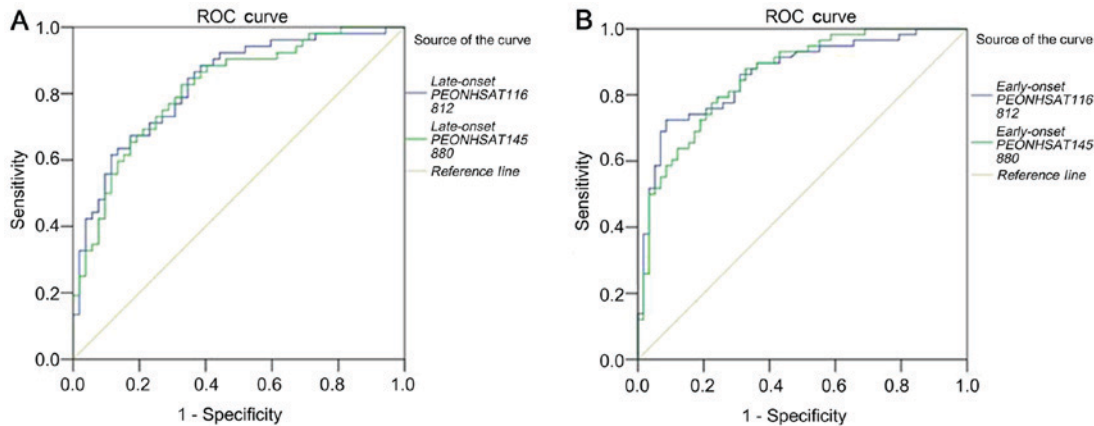 A
ROC curve
1.0
0.8
0.6
0.4
0.2
0.0
Sensitivity
0.0 0.2 0.4 0.6 0.8 1.0
1 - Specificity
Source of the curve
Late-onset
PEONHSAT116
812
Late-onset
PEONHSAT145
880
Reference line
B
ROC curve
1.0
0.8
0.6
0.4
0.2
0.0
Sensitivity
0.0 0.2 0.4 0.6 0.8 1.0
1 - Specificity
Source of the curve
Early-onset
PEONHSAT116
812
Early-onset
PEONHSAT145
880
Reference line